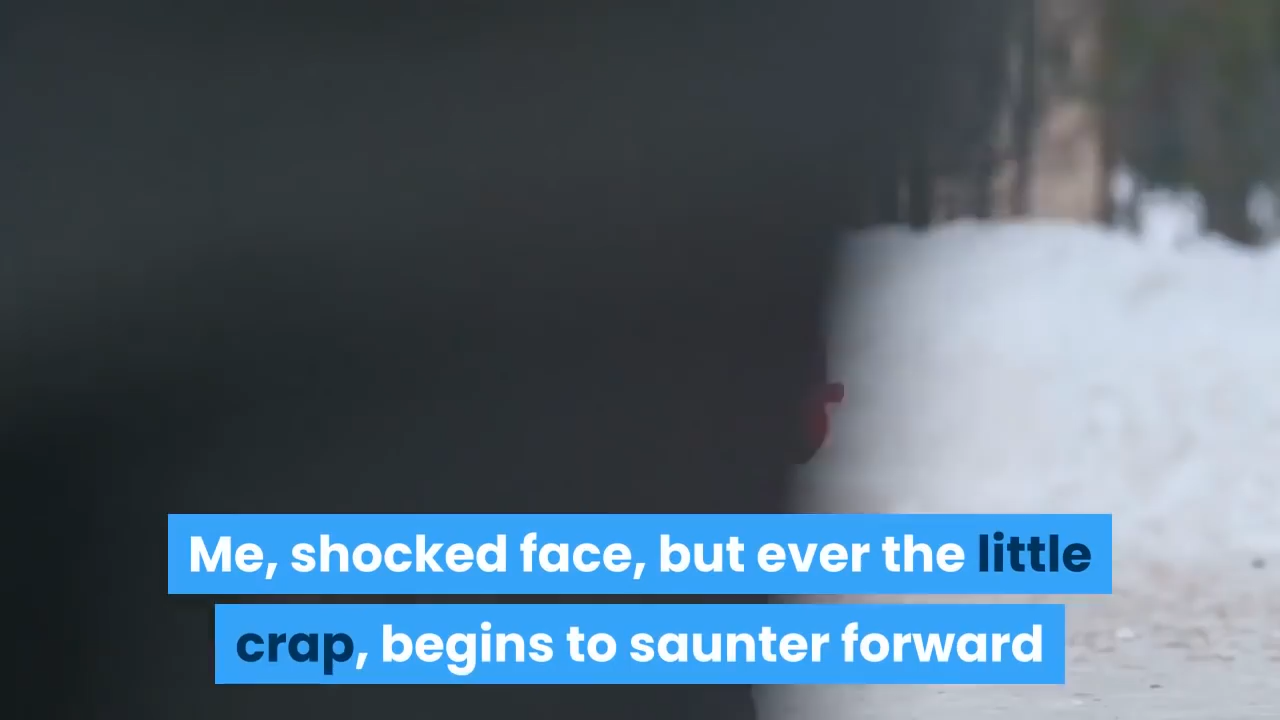 Me, shocked face, but ever the little
crap, begins to saunter forward